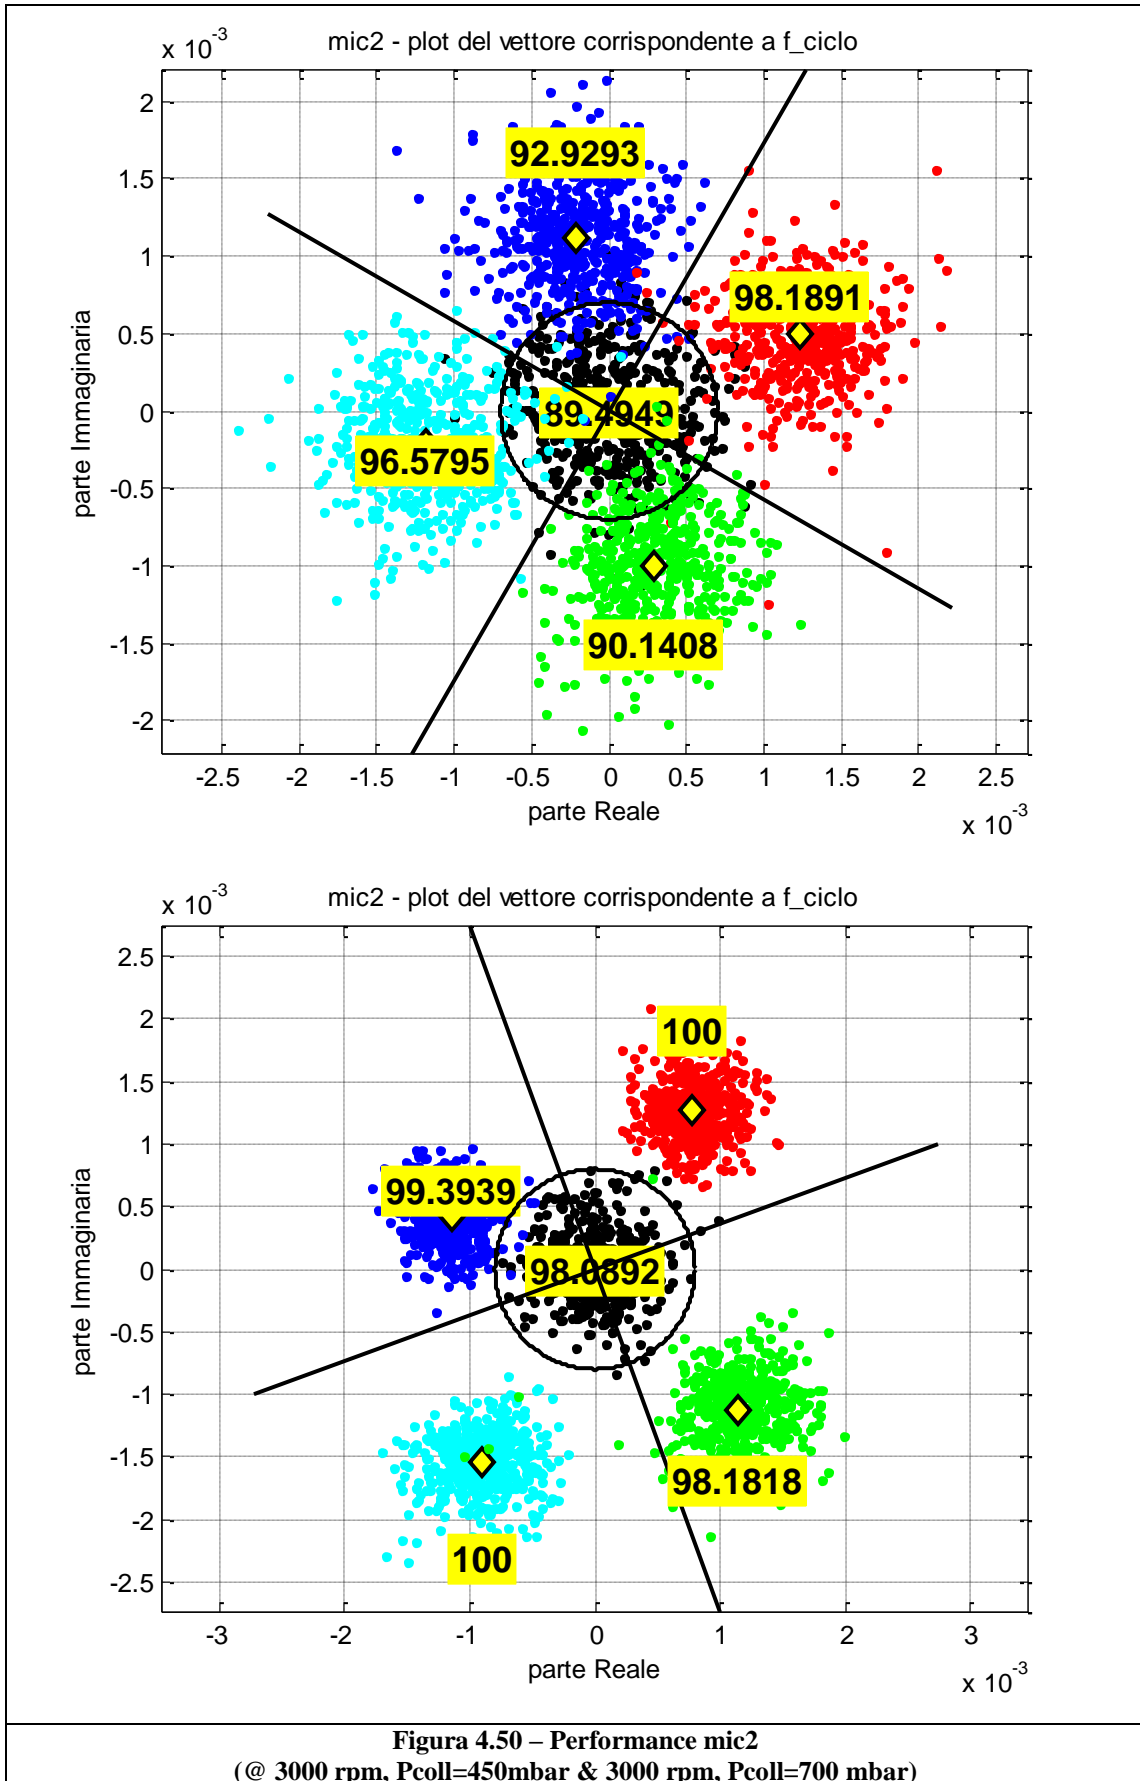 x 10^-3
mic2 - plot del vettore corrispondente a f_ciclo
2
1.5
1
0.5
0
-0.5
-1
-1.5
-2
parte Immaginaria
92.9293
98.1891
89.4949
96.5795
90.1408
-2.5 -2 -1.5 -1 -0.5 0 0.5 1 1.5 2 2.5
parte Reale
x 10^-3
x 10^-3
mic2 - plot del vettore corrispondente a f_ciclo
2.5
2
1.5
1
0.5
0
-0.5
-1
-1.5
-2
-2.5
parte Immaginaria
100
99.3939
98.0892
98.1818
100
-3 -2 -1 0 1 2 3
parte Reale
x 10^-3
Figura 4.50 – Performance mic2
(@ 3000 rpm, Pcoll=450mbar & 3000 rpm, Pcoll=700 mbar)